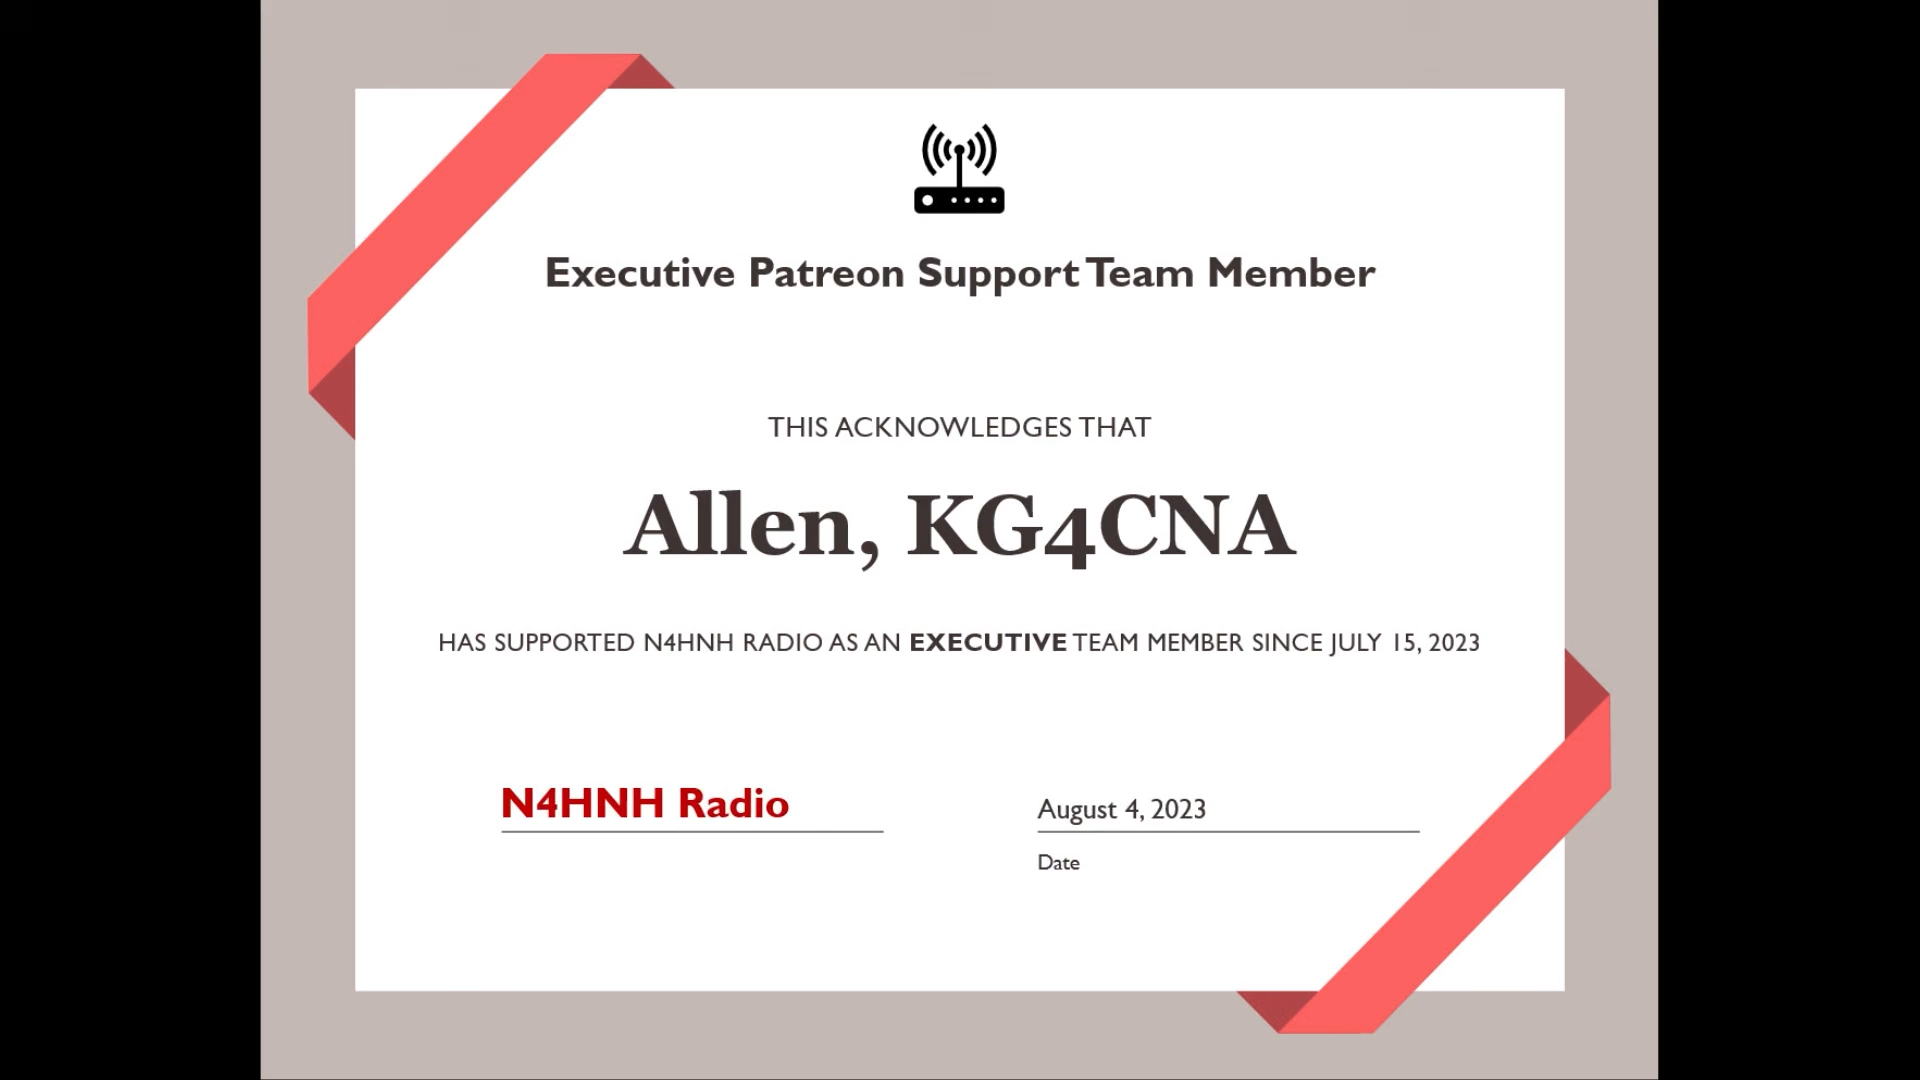 Executive Patreon Support Team Member
THIS ACKNOWLEDGES THAT
Allen, KG4CNA
HAS SUPPORTED N4HNH RADIO AS AN EXECUTIVE TEAM MEMBER SINCE JULY 15, 2023
N4HNH Radio
August 4, 2023
Date